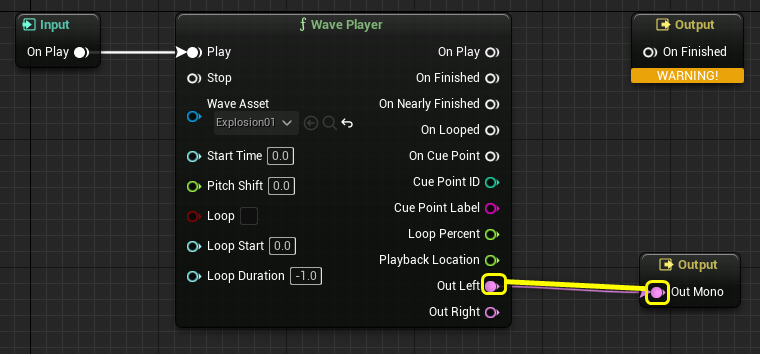 Input
On Play
Wave Player
Play
Stop
Wave Asset
Explosion01
Start Time 0.0
Pitch Shift 0.0
Loop
Loop Start 0.0
Loop Duration -1.0
On Play
On Finished
On Nearly Finished
On Looped
On Cue Point
Cue Point ID
Cue Point Label
Loop Percent
Playback Location
Out Left
Out Right
Output
On Finished
WARNING!
Output
Out Mono